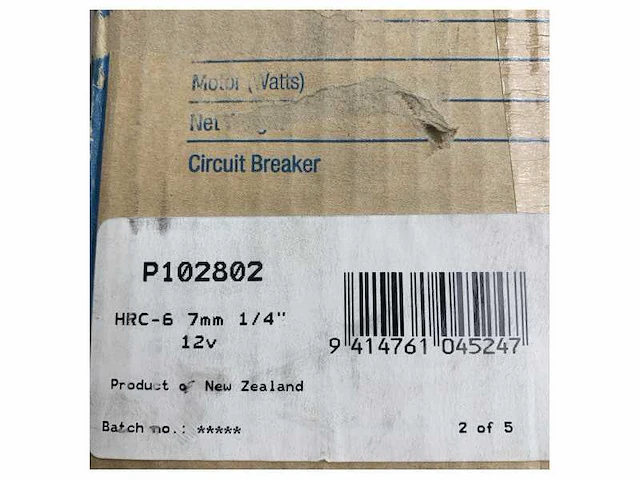 Motor (Watts)
Net
Circuit Breaker
P102802
HRC-6 7mm 1/4"
12v
9 414761 045247
Product of New Zealand
Batch no.: *****
2 of 5